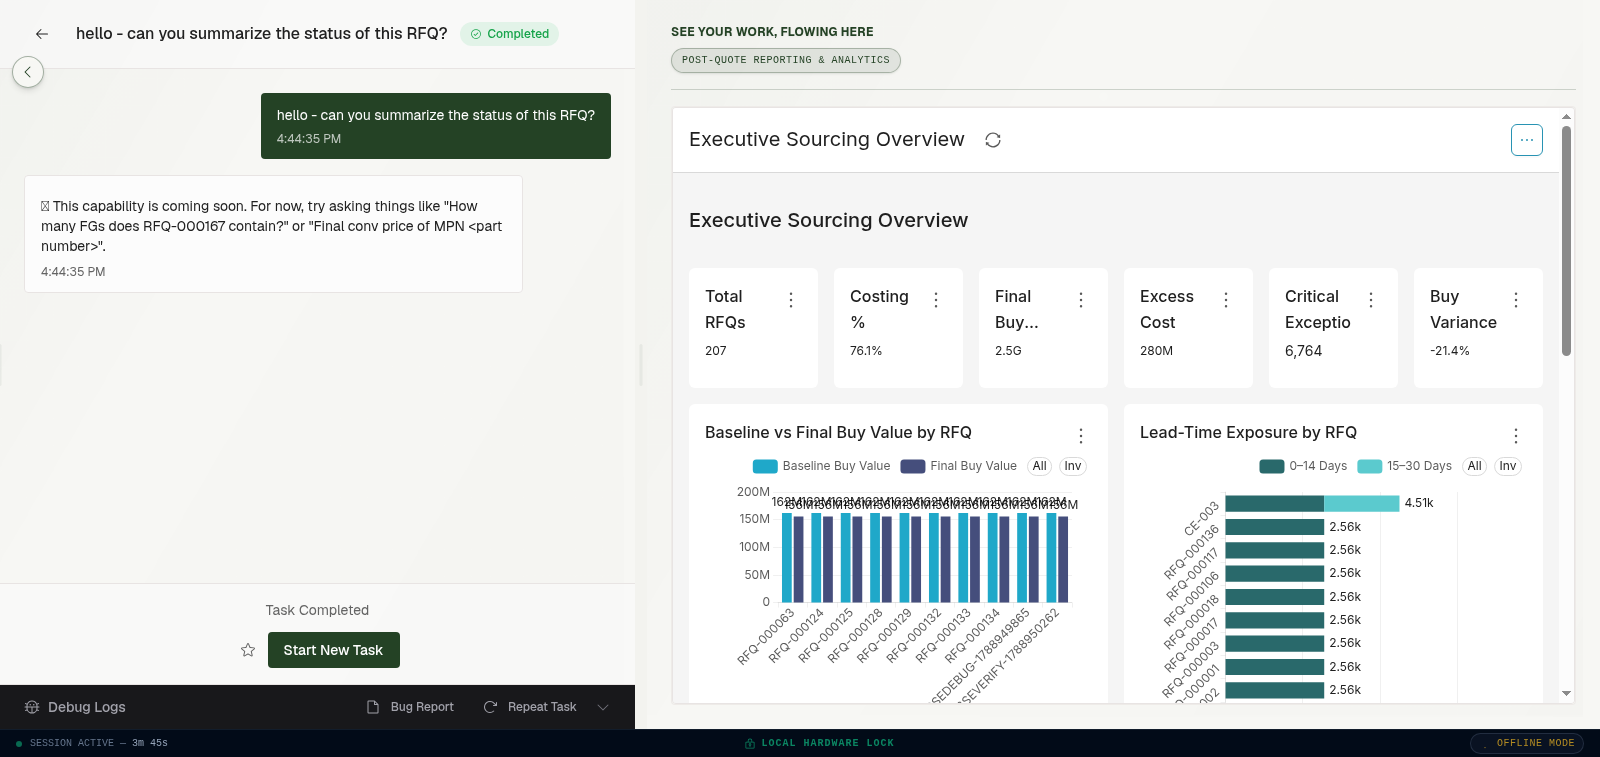 hello - can you summarize the status of this RFQ?
Completed
hello - can you summarize the status of this RFQ?
4:44:35 PM
This capability is coming soon. For now, try asking things like "How
many FGs does RFQ-000167 contain?" or "Final conv price of MPN <part
number>".
4:44:35 PM
Task Completed
Start New Task
Debug Logs
Bug Report
Repeat Task
SESSION ACTIVE — 3m 45s
LOCAL HARDWARE LOCK
OFFLINE MODE
SEE YOUR WORK, FLOWING HERE
POST-QUOTE REPORTING & ANALYTICS
Executive Sourcing Overview
Executive Sourcing Overview
Total
RFQs
207
Costing
%
76.1%
Final
Buy...
2.5G
Excess
Cost
280M
Critical
Exceptio
6,764
Buy
Variance
-21.4%
Baseline vs Final Buy Value by RFQ
Baseline Buy Value
Final Buy Value
All
Inv
200M
150M
100M
50M
0
162M
156M
RFQ-000063
RFQ-000124
RFQ-000125
RFQ-000128
RFQ-000129
RFQ-000132
RFQ-000133
RFQ-000134
SEDEBUG-1788949865
SSEVERIFY-1788950262
Lead-Time Exposure by RFQ
0–14 Days
15–30 Days
All
Inv
CE-003
RFQ-000136
RFQ-000117
RFQ-000106
RFQ-000018
RFQ-000017
RFQ-000003
-000001
002
4.51k
2.56k
2.56k
2.56k
2.56k
2.56k
2.56k
2.56k
2.56k